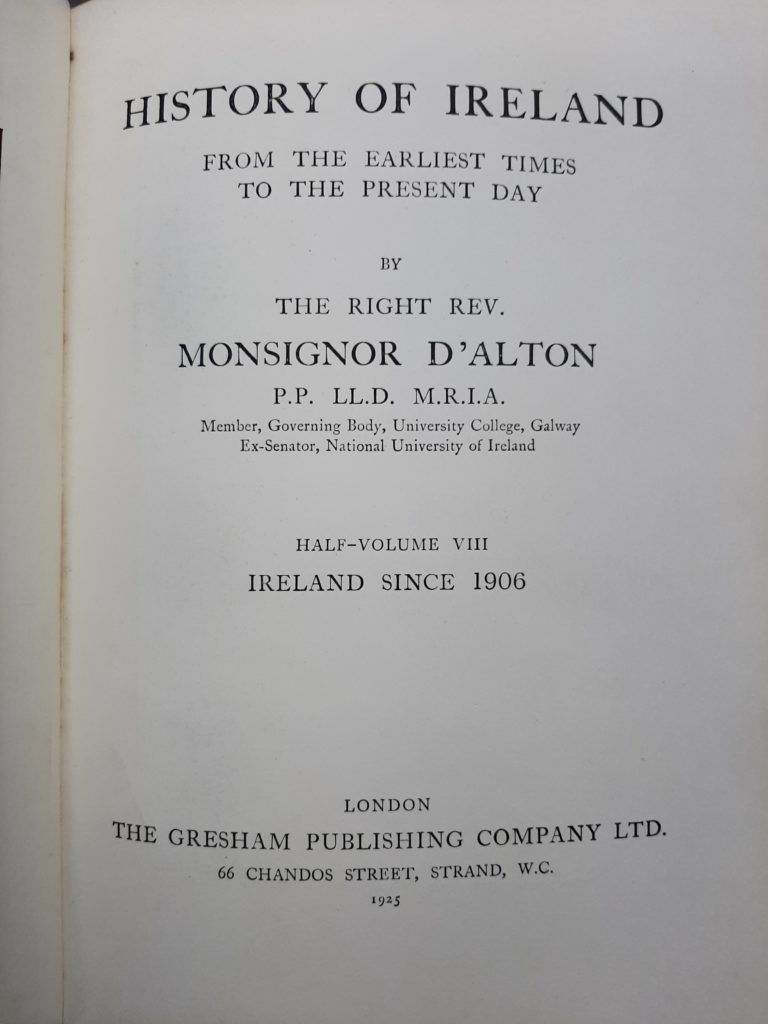 HISTORY OF IRELAND
FROM THE EARLIEST TIMES
TO THE PRESENT DAY
BY
THE RIGHT REV.
MONSIGNOR D'ALTON
P.P. LL.D. M.R.I.A.
Member, Governing Body, University College, Galway
Ex-Senator, National University of Ireland
HALF-VOLUME VIII
IRELAND SINCE 1906
LONDON
THE GRESHAM PUBLISHING COMPANY LTD.
66 CHANDOS STREET, STRAND, W.C.
1925